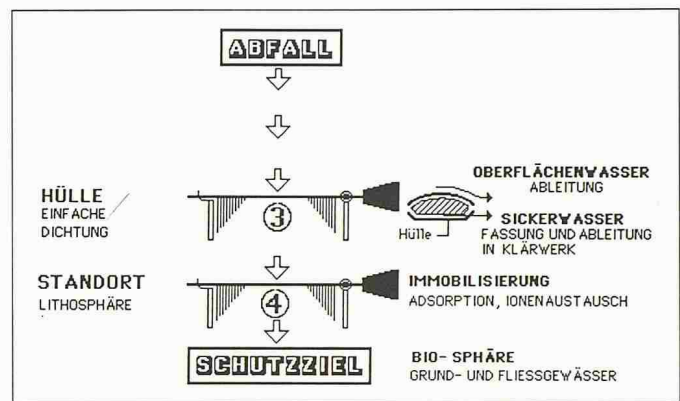 ABFALL
HÜLLE
EINFACHE
DICHTUNG
3
OBERFLÄCHENWASSER
ABLEITUNG
Hülle
SICKERWASSER
FASSUNG UND ABLEITUNG
IN KLÄRWERK
STANDORT
LITHOSPHÄRE
4
IMMOBILISIERUNG
ADSORPTION, IONENAUSTAUSCH
SCHUTZZIEL
BIO-SPHÄRE
GRUND- UND FLIESSGEWÄSSER